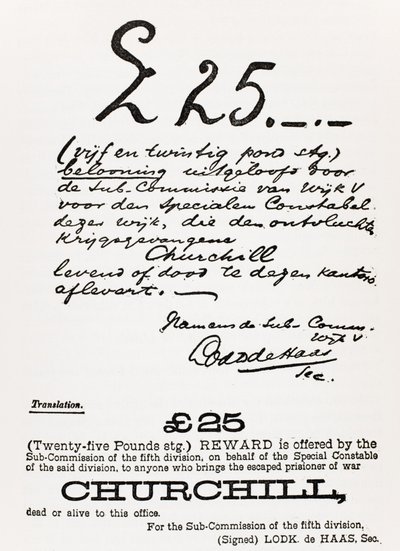 £ 25.—.—
(vijf en twintig pond stg.)
belooning uitgeloofd door
de Sub-Commissie van Wijk V
voor den Specialen Constabel
dezer wijk, die den ontvluchte
Krijgsgevangene
Churchill
levend of dood te dezen kantore
aflevert. —
Namens de Sub-Comm.
Wijk V
Lodk de Haas
Sec.
Translation.
£25
(Twenty-five Pounds stg.) REWARD is offered by the
Sub-Commission of the fifth division, on behalf of the Special Constable
of the said division, to anyone who brings the escaped prisioner of war
CHURCHILL,
dead or alive to this office.
For the Sub-Commission of the fifth division,
(Signed) LODK. de HAAS, Sec.